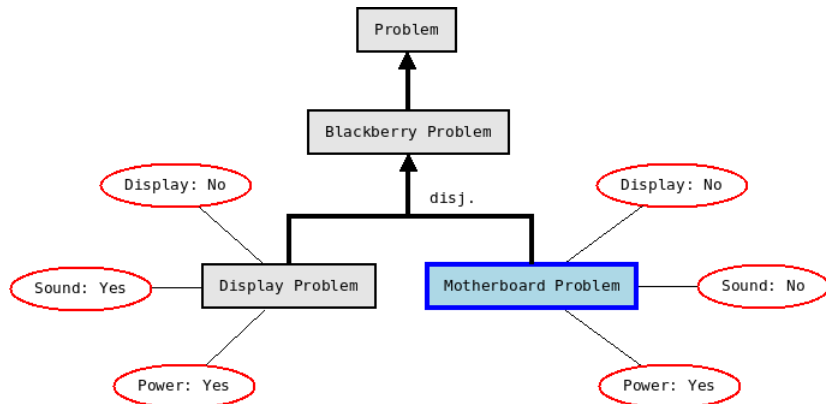 Problem
Blackberry Problem
Display: No
disj.
Display: No
Sound: Yes
Display Problem
Motherboard Problem
Sound: No
Power: Yes
Power: Yes